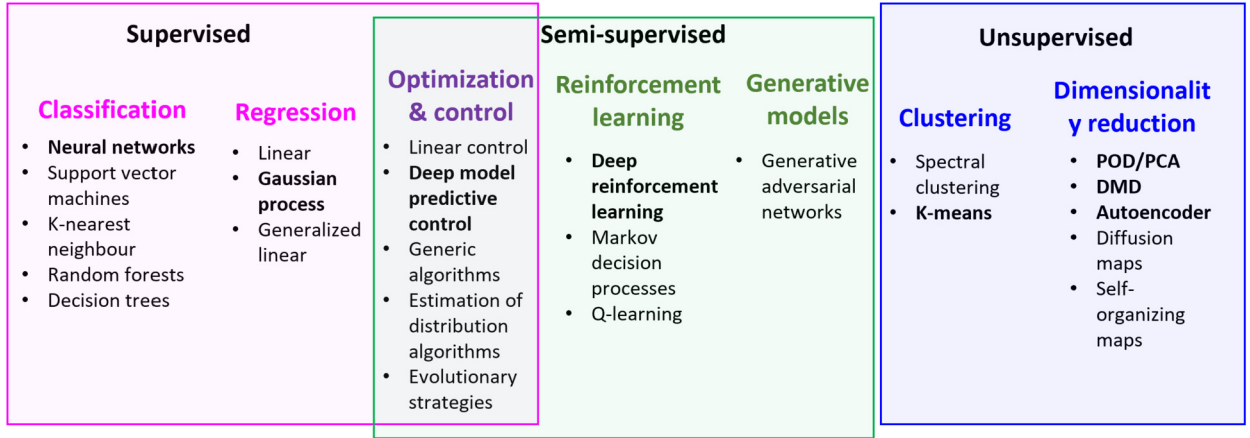 Supervised
Classification
• Neural networks
• Support vector
machines
• K-nearest
neighbour
• Random forests
• Decision trees
Regression
• Linear
• Gaussian
process
• Generalized
linear
Optimization
& control
• Linear control
• Deep model
predictive
control
• Generic
algorithms
• Estimation of
distribution
algorithms
• Evolutionary
strategies
Semi-supervised
Reinforcement
learning
• Deep
reinforcement
learning
• Markov
decision
processes
• Q-learning
Generative
models
• Generative
adversarial
networks
Unsupervised
Clustering
• Spectral
clustering
• K-means
Dimensionalit
y reduction
• POD/PCA
• DMD
• Autoencoder
• Diffusion
maps
• Self-
organizing
maps